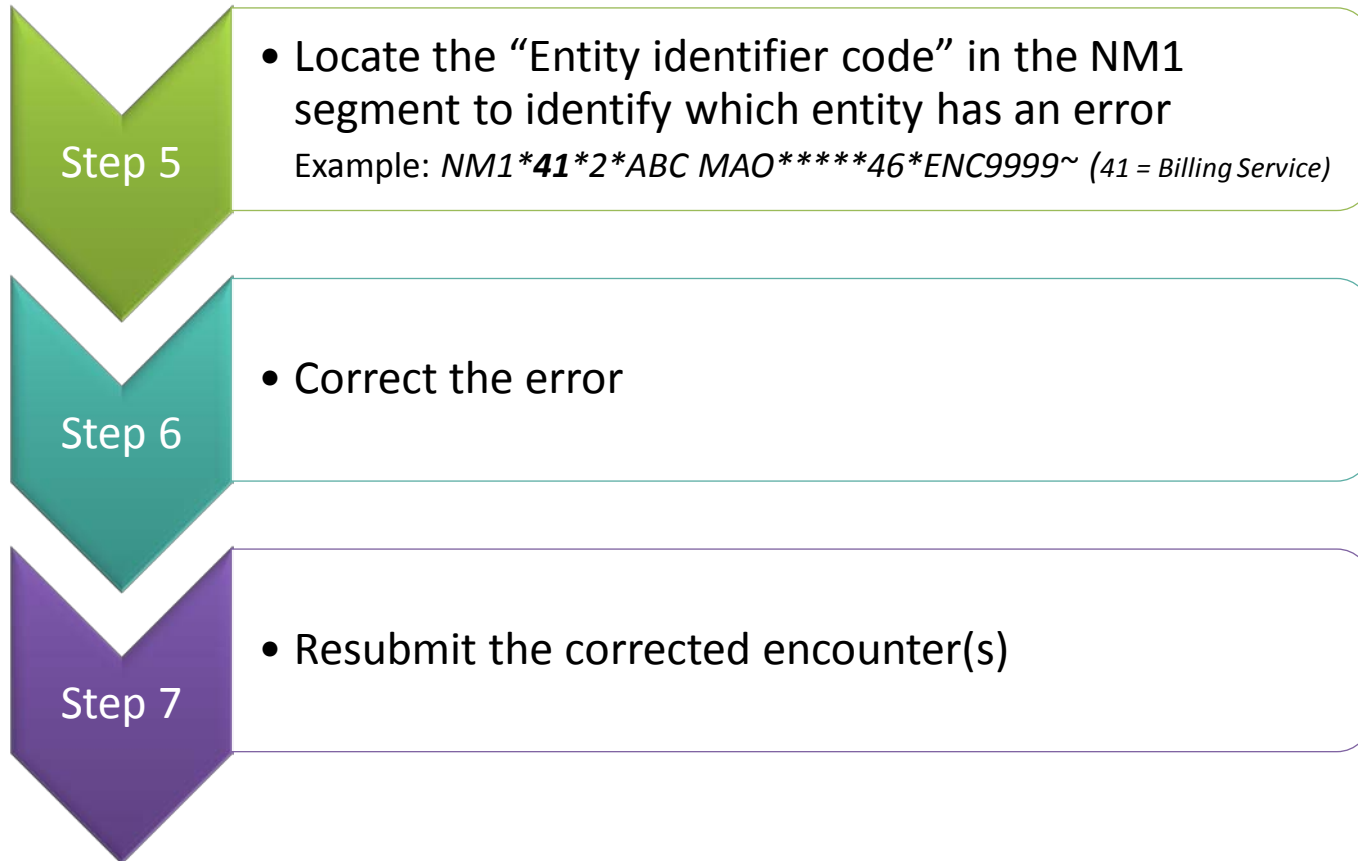 Step 5
• Locate the “Entity identifier code” in the NM1
segment to identify which entity has an error
Example: NM1*41*2*ABC MAO*****46*ENC9999~ (41 = Billing Service)
Step 6
• Correct the error
Step 7
• Resubmit the corrected encounter(s)